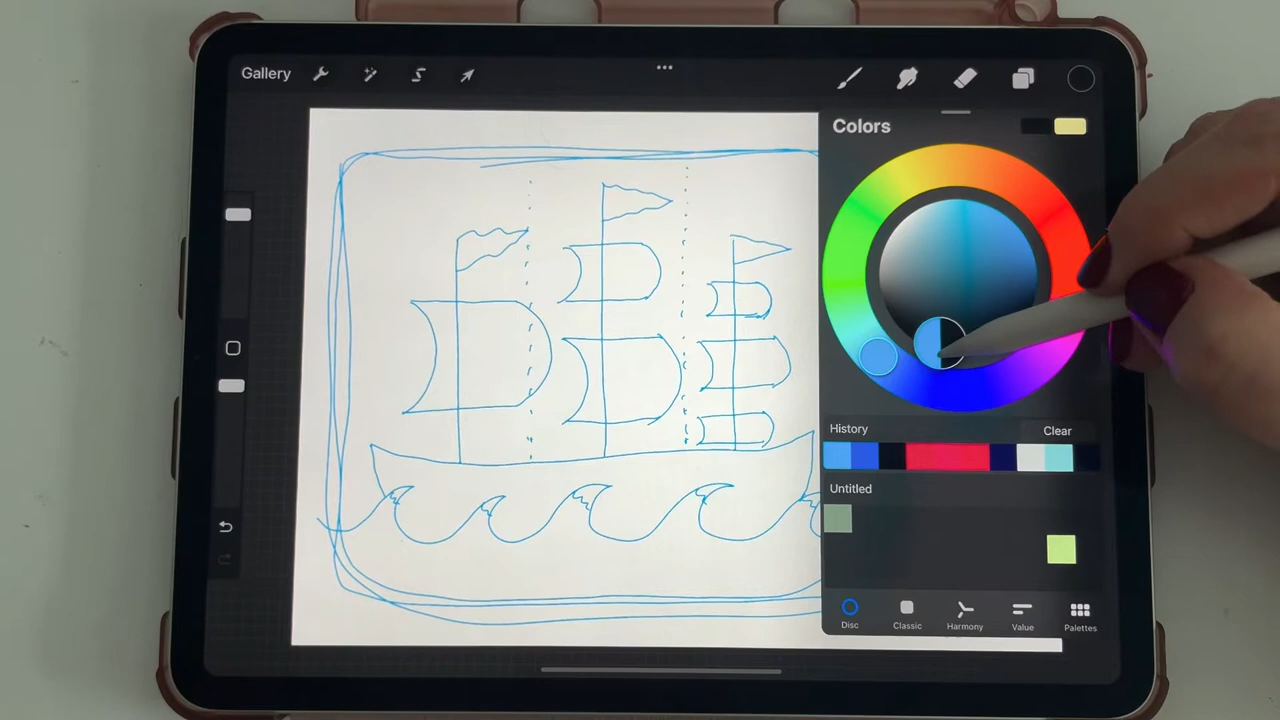 Gallery
Colors
History
Clear
Untitled
Disc
Classic
Harmony
Value
Palettes